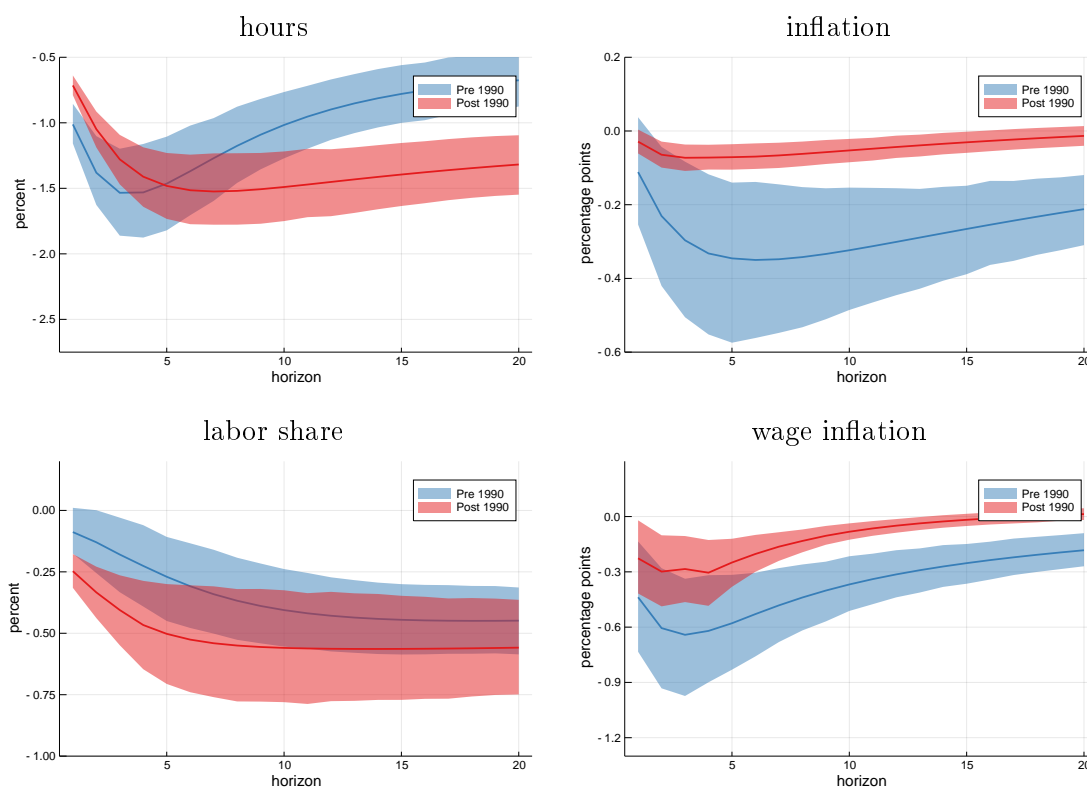 hours
- 0.5
- 1.0
- 1.5
- 2.0
- 2.5
percent
5
10
15
20
horizon
Pre 1990
Post 1990
inflation
0.2
0.0
- 0.2
- 0.4
- 0.6
percentage points
5
10
15
20
horizon
Pre 1990
Post 1990
labor share
0.00
- 0.25
- 0.50
- 0.75
- 1.00
percent
5
10
15
20
horizon
Pre 1990
Post 1990
wage inflation
0.0
- 0.3
- 0.6
- 0.9
- 1.2
percentage points
5
10
15
20
horizon
Pre 1990
Post 1990